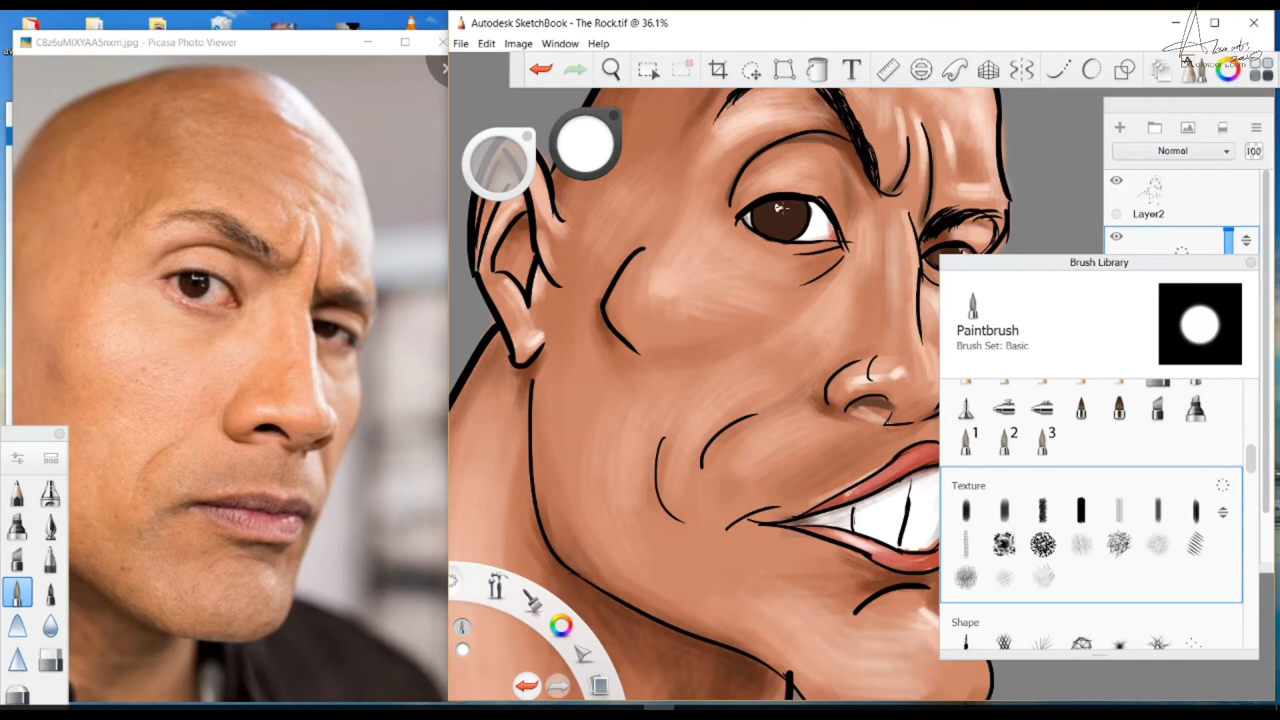 Autodesk SketchBook - The Rock.tif @ 36.1%
C8z6uMIXYAA5nxm.jpg - Picasa Photo Viewer
File Edit Image Window Help
T
Normal
100
Layer2
Brush Library
Paintbrush
Brush Set: Basic
1 2 3
Texture
Shape